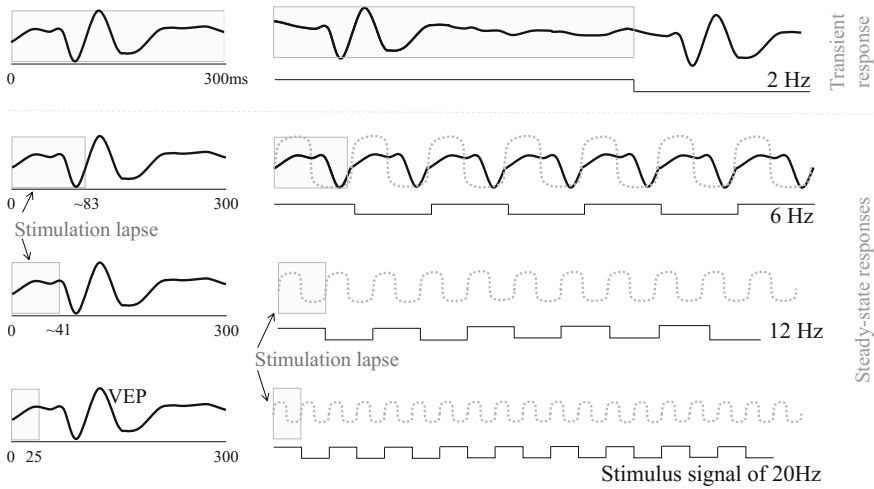 0
300ms
2 Hz
Transient
response
0
~83
Stimulation lapse
300
6 Hz
0
~41
300
12 Hz
Stimulation lapse
Steady-state responses
VEP
0
25
300
Stimulus signal of 20Hz